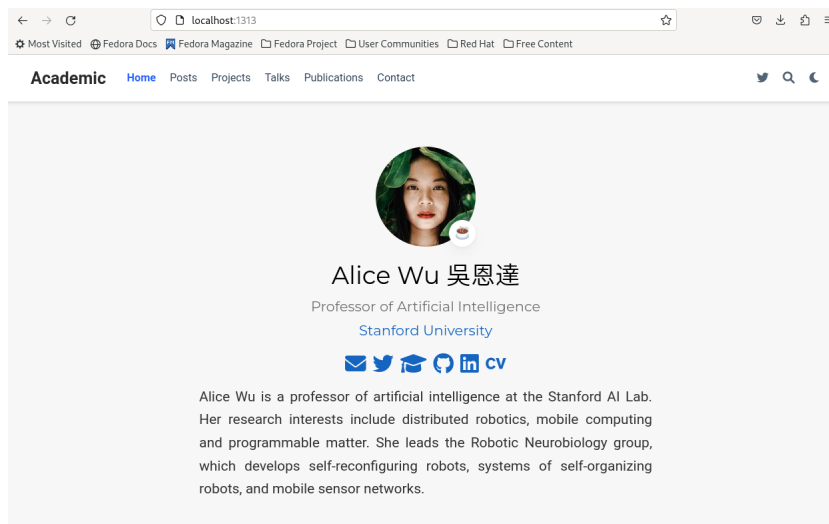 localhost:1313
Most Visited Fedora Docs Fedora Magazine Fedora Project User Communities Red Hat Free Content
Academic Home Posts Projects Talks Publications Contact
Alice Wu 吳恩達
Professor of Artificial Intelligence
Stanford University
CV
Alice Wu is a professor of artificial intelligence at the Stanford AI Lab.
Her research interests include distributed robotics, mobile computing
and programmable matter. She leads the Robotic Neurobiology group,
which develops self-reconfiguring robots, systems of self-organizing
robots, and mobile sensor networks.